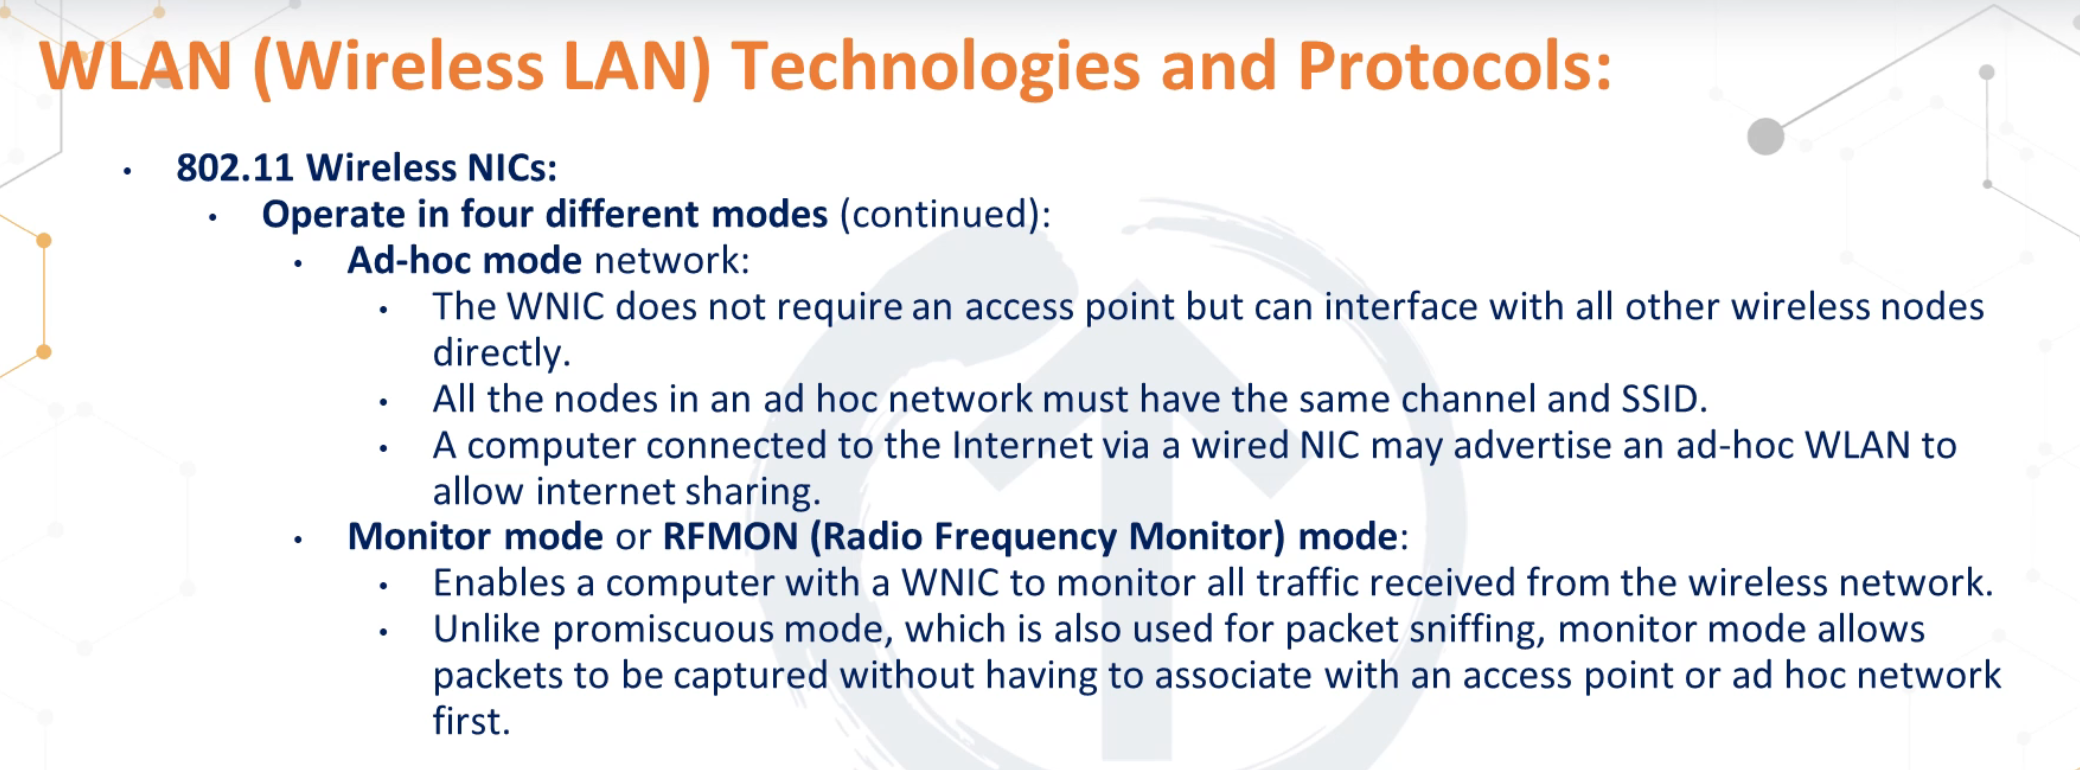 WLAN (Wireless LAN) Technologies and Protocols:
• 802.11 Wireless NICs:
• Operate in four different modes (continued):
• Ad-hoc mode network:
• The WNIC does not require an access point but can interface with all other wireless nodes
directly.
• All the nodes in an ad hoc network must have the same channel and SSID.
• A computer connected to the Internet via a wired NIC may advertise an ad-hoc WLAN to
allow internet sharing.
• Monitor mode or RFMON (Radio Frequency Monitor) mode:
• Enables a computer with a WNIC to monitor all traffic received from the wireless network.
• Unlike promiscuous mode, which is also used for packet sniffing, monitor mode allows
packets to be captured without having to associate with an access point or ad hoc network
first.